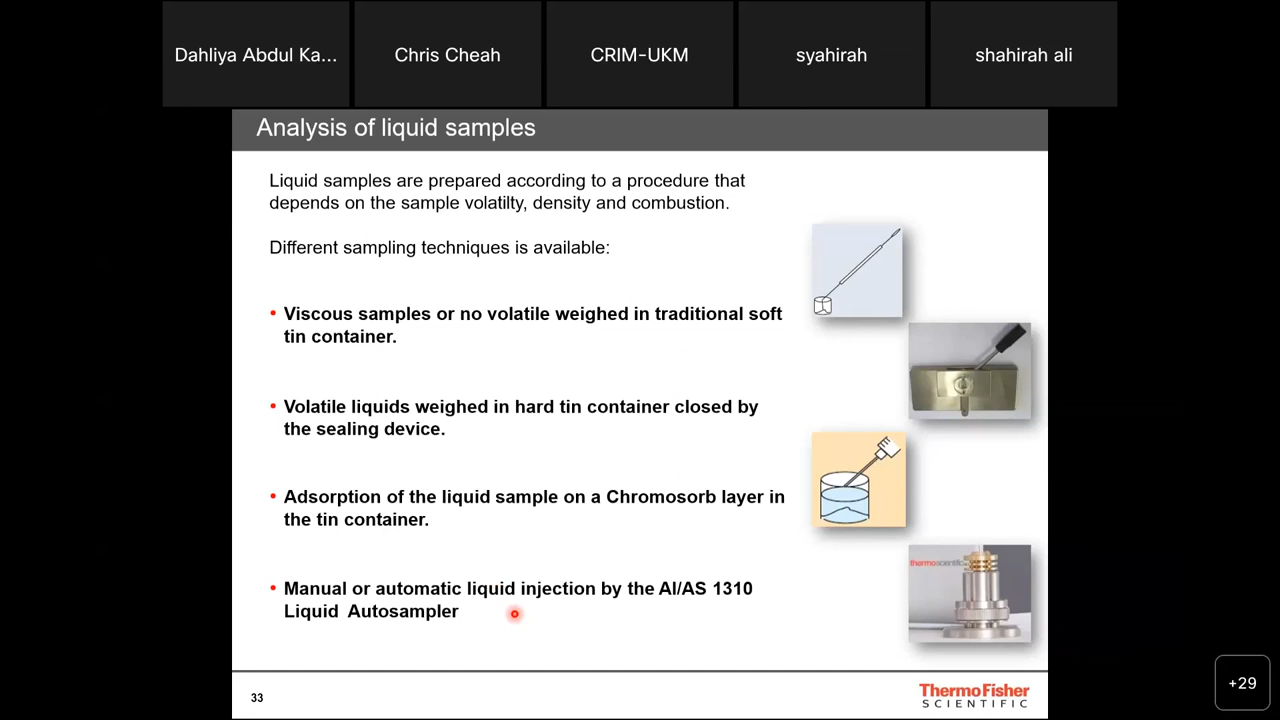 Dahliya Abdul Ka...
Chris Cheah
CRIM-UKM
syahirah
shahirah ali
Analysis of liquid samples
Liquid samples are prepared according to a procedure that
depends on the sample volatilty, density and combustion.
Different sampling techniques is available:
• Viscous samples or no volatile weighed in traditional soft
tin container.
• Volatile liquids weighed in hard tin container closed by
the sealing device.
• Adsorption of the liquid sample on a Chromosorb layer in
the tin container.
thermoscientific
• Manual or automatic liquid injection by the AI/AS 1310
Liquid Autosampler
33
ThermoFisher
SCIENTIFIC
+29